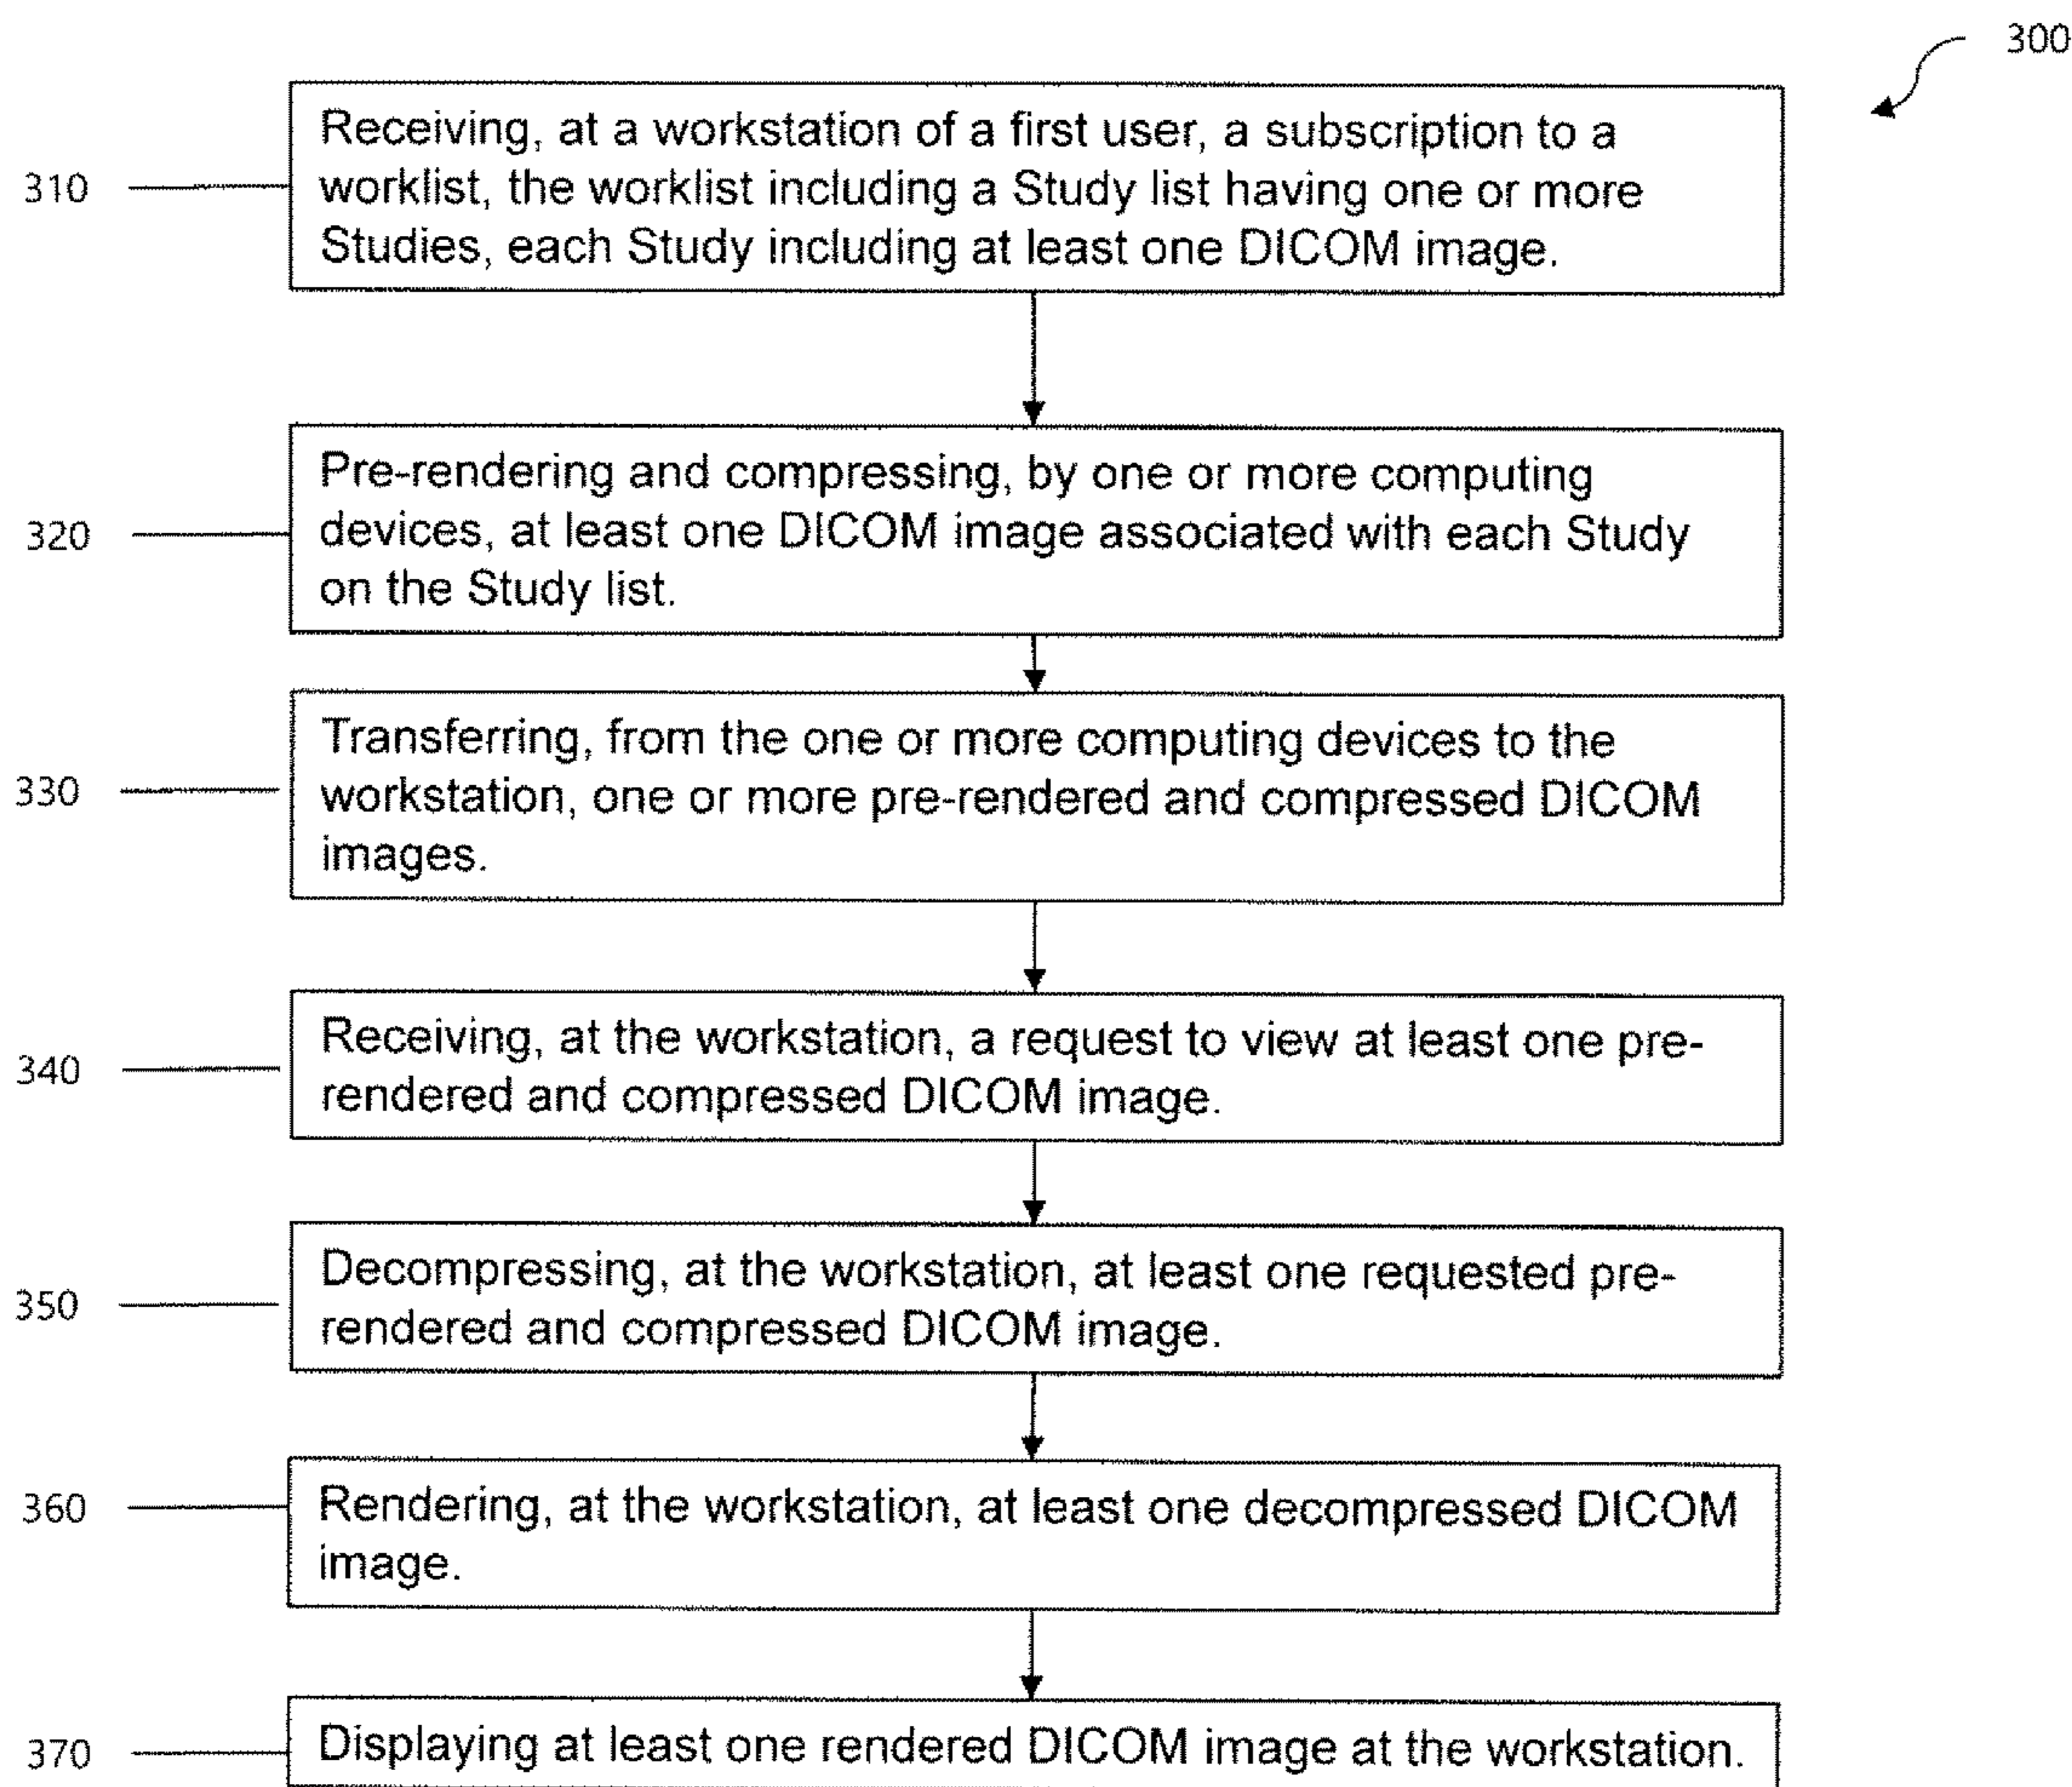 300
310
Receiving, at a workstation of a first user, a subscription to a
worklist, the worklist including a Study list having one or more
Studies, each Study including at least one DICOM image.
320
Pre-rendering and compressing, by one or more computing
devices, at least one DICOM image associated with each Study
on the Study list.
330
Transferring, from the one or more computing devices to the
workstation, one or more pre-rendered and compressed DICOM
images.
340
Receiving, at the workstation, a request to view at least one pre-
rendered and compressed DICOM image.
350
Decompressing, at the workstation, at least one requested pre-
rendered and compressed DICOM image.
360
Rendering, at the workstation, at least one decompressed DICOM
image.
370
Displaying at least one rendered DICOM image at the workstation.